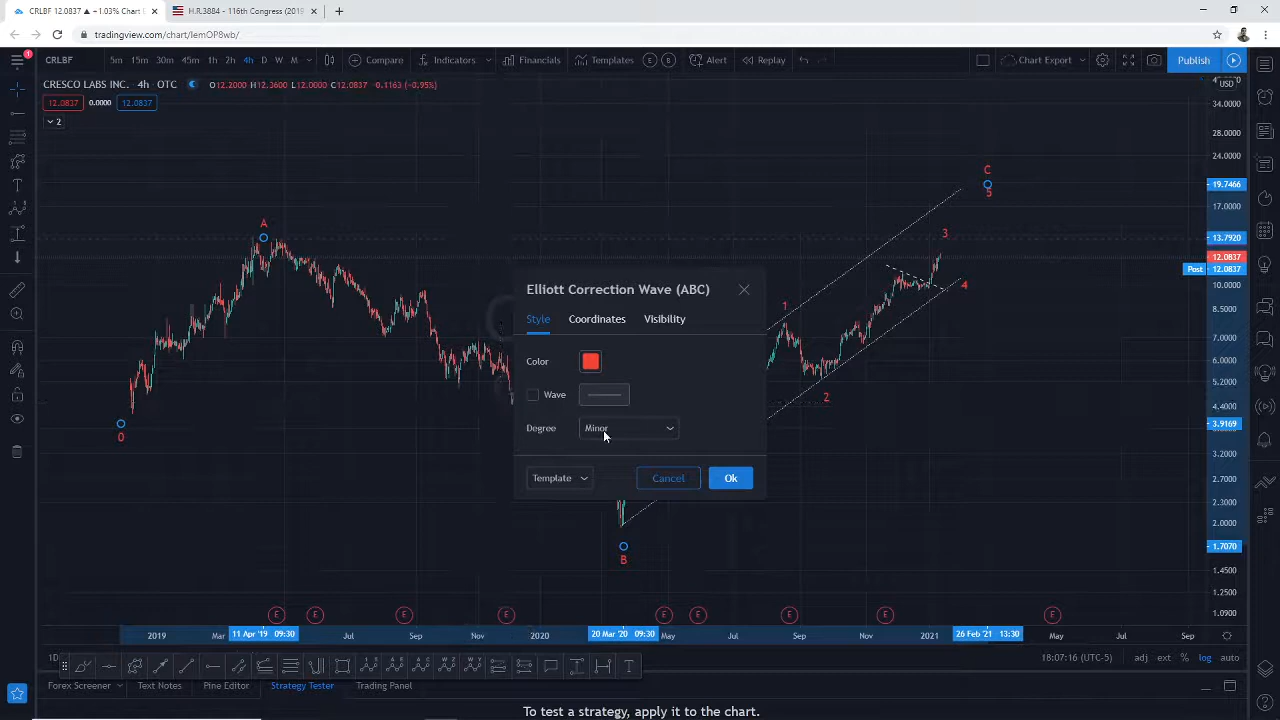 CRLBF 12.0837 ▲ +1.03% Chart E
H.R.3884 - 116th Congress (2019
tradingview.com/chart/lemOP8wb/
CRLBF
5m 15m 30m 45m 1h 2h 4h D W M
Compare
Indicators
Financials
Templates
E
B
Alert
Replay
Chart Export
Publish
1
CRESCO LABS INC. · 4h · OTC
O12.2000 H12.3600 L12.0000 C12.0837 -0.1163 (-0.95%)
12.0837 0.0000 12.0837
2
USD
34.0000
28.0000
24.0000
19.7466
17.0000
13.7920
12.0837
Post 12.0837
10.0000
8.5000
7.0000
6.0000
5.2000
4.4000
3.9169
3.2000
2.7000
2.3000
2.0000
1.7070
1.4500
1.2500
1.0900
0
A
B
1
2
3
4
C
5
Elliott Correction Wave (ABC)
Style Coordinates Visibility
Color
Wave
Degree Minor
Template Cancel Ok
E E E E E E E E E
2019 Mar 11 Apr '19 09:30 Jul Sep Nov 2020 20 Mar '20 09:30 May Jul Sep Nov 2021 26 Feb '21 13:30 May Jul Sep
18:07:16 (UTC-5) adj ext % log auto
Forex Screener Text Notes Pine Editor Strategy Tester Trading Panel
To test a strategy, apply it to the chart.